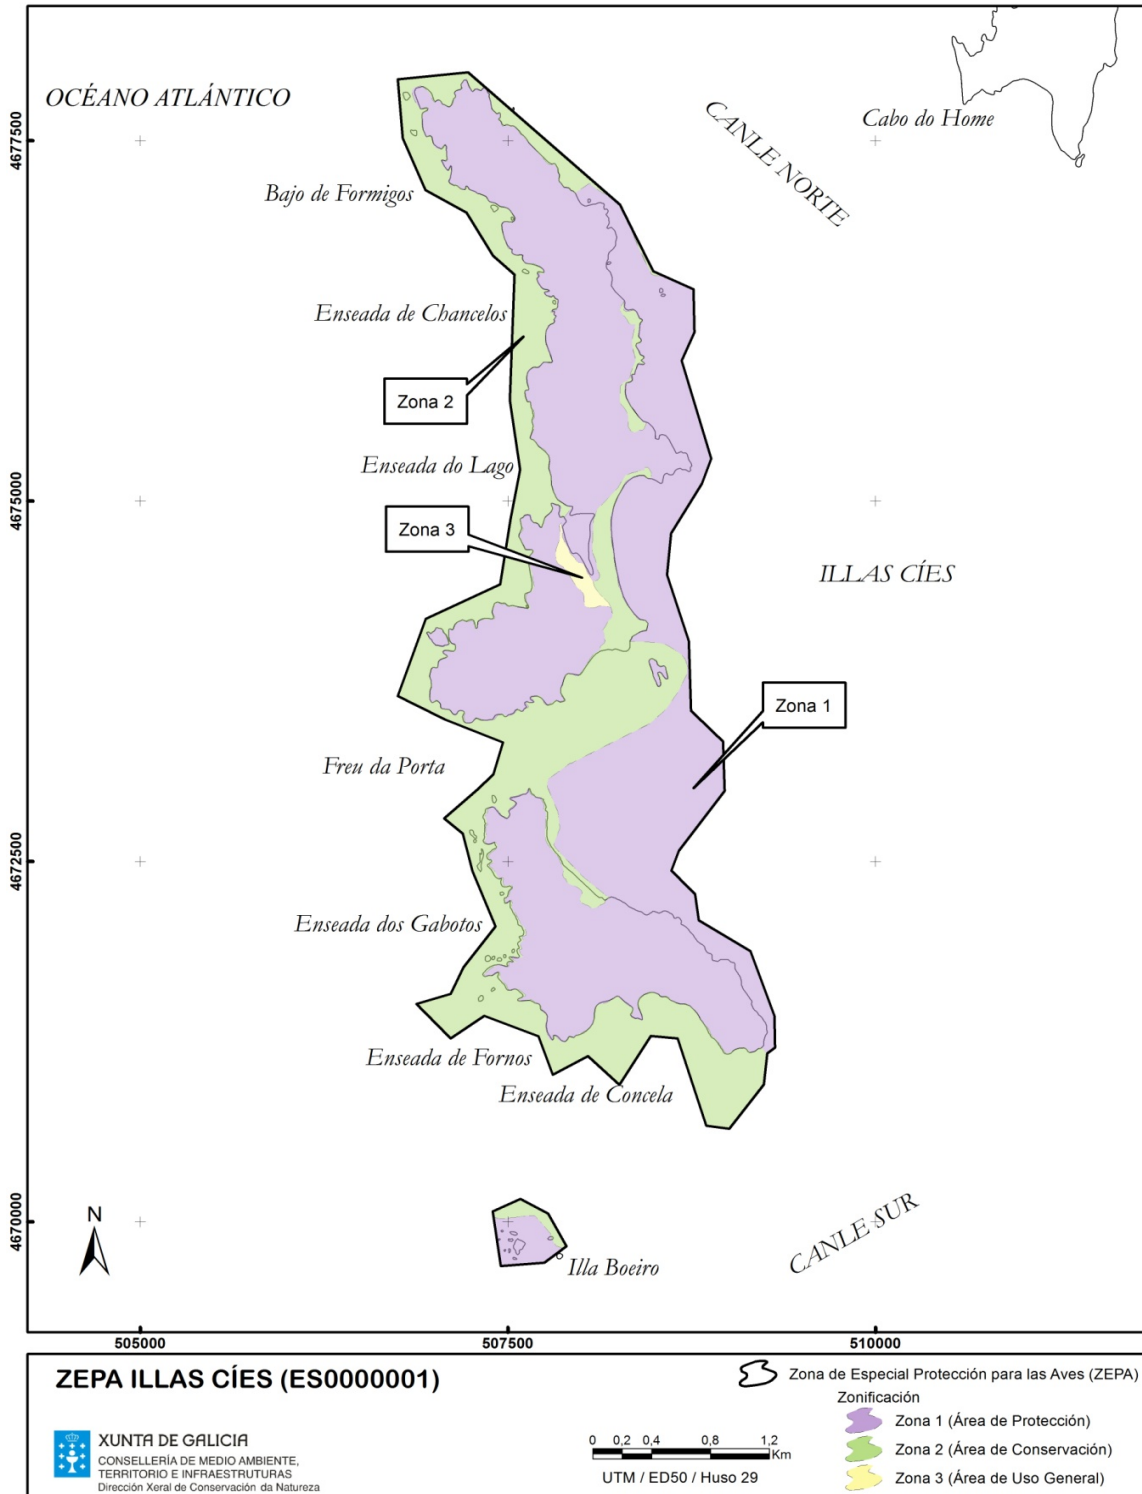 OCÉANO ATLÁNTICO
Cabo do Home
CANLE NORTE
4677500
Bajo de Formigos
Enseada de Chancelos
Zona 2
Enseada do Lago
4675000
Zona 3
ILLAS CÍES
Zona 1
Freu da Porta
4672500
Enseada dos Gabotos
Enseada de Fornos
Enseada de Concela
4670000
N
CANLE SUR
Illa Boeiro
505000
507500
510000
ZEPA ILLAS CÍES (ES0000001)
Zona de Especial Protección para las Aves (ZEPA)
Zonificación
Zona 1 (Área de Protección)
Zona 2 (Área de Conservación)
Zona 3 (Área de Uso General)
XUNTA DE GALICIA
CONSELLERÍA DE MEDIO AMBIENTE,
TERRITORIO E INFRAESTRUTURAS
Dirección Xeral de Conservación da Natureza
0 0,2 0,4 0,8 1,2
Km
UTM / ED50 / Huso 29